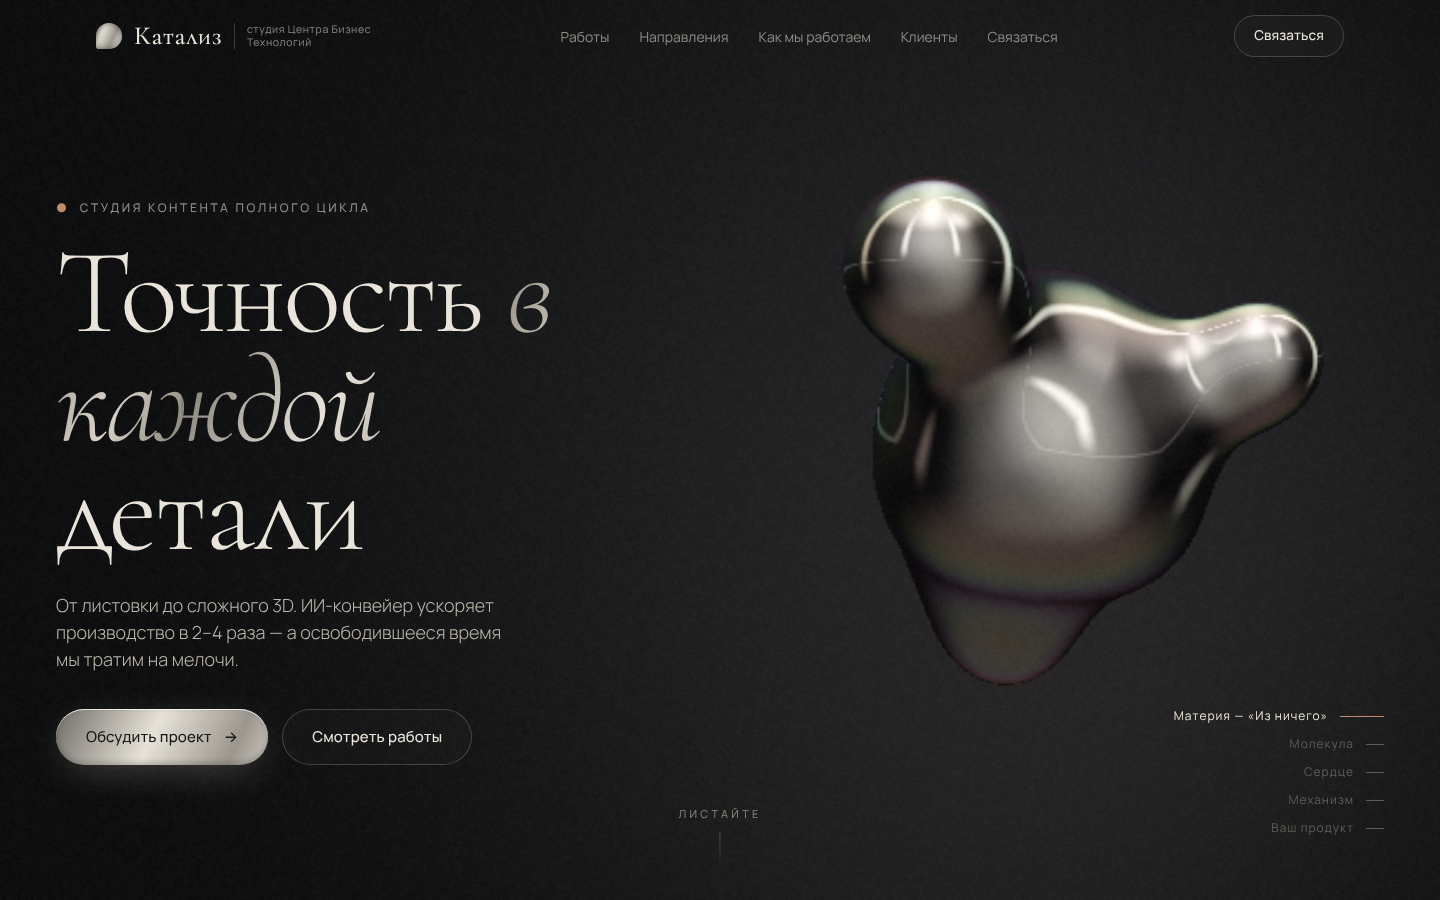 Катализ
студия Центра Бизнес
Технологий
Работы
Направления
Как мы работаем
Клиенты
Связаться
Связаться
СТУДИЯ КОНТЕНТА ПОЛНОГО ЦИКЛА
Точность в
каждой
детали
От листовки до сложного 3D. ИИ-конвейер ускоряет
производство в 2–4 раза — а освободившееся время
мы тратим на мелочи.
Обсудить проект →
Смотреть работы
Материя — «Из ничего»
Молекула
Сердце
Механизм
Ваш продукт
ЛИСТАЙТЕ